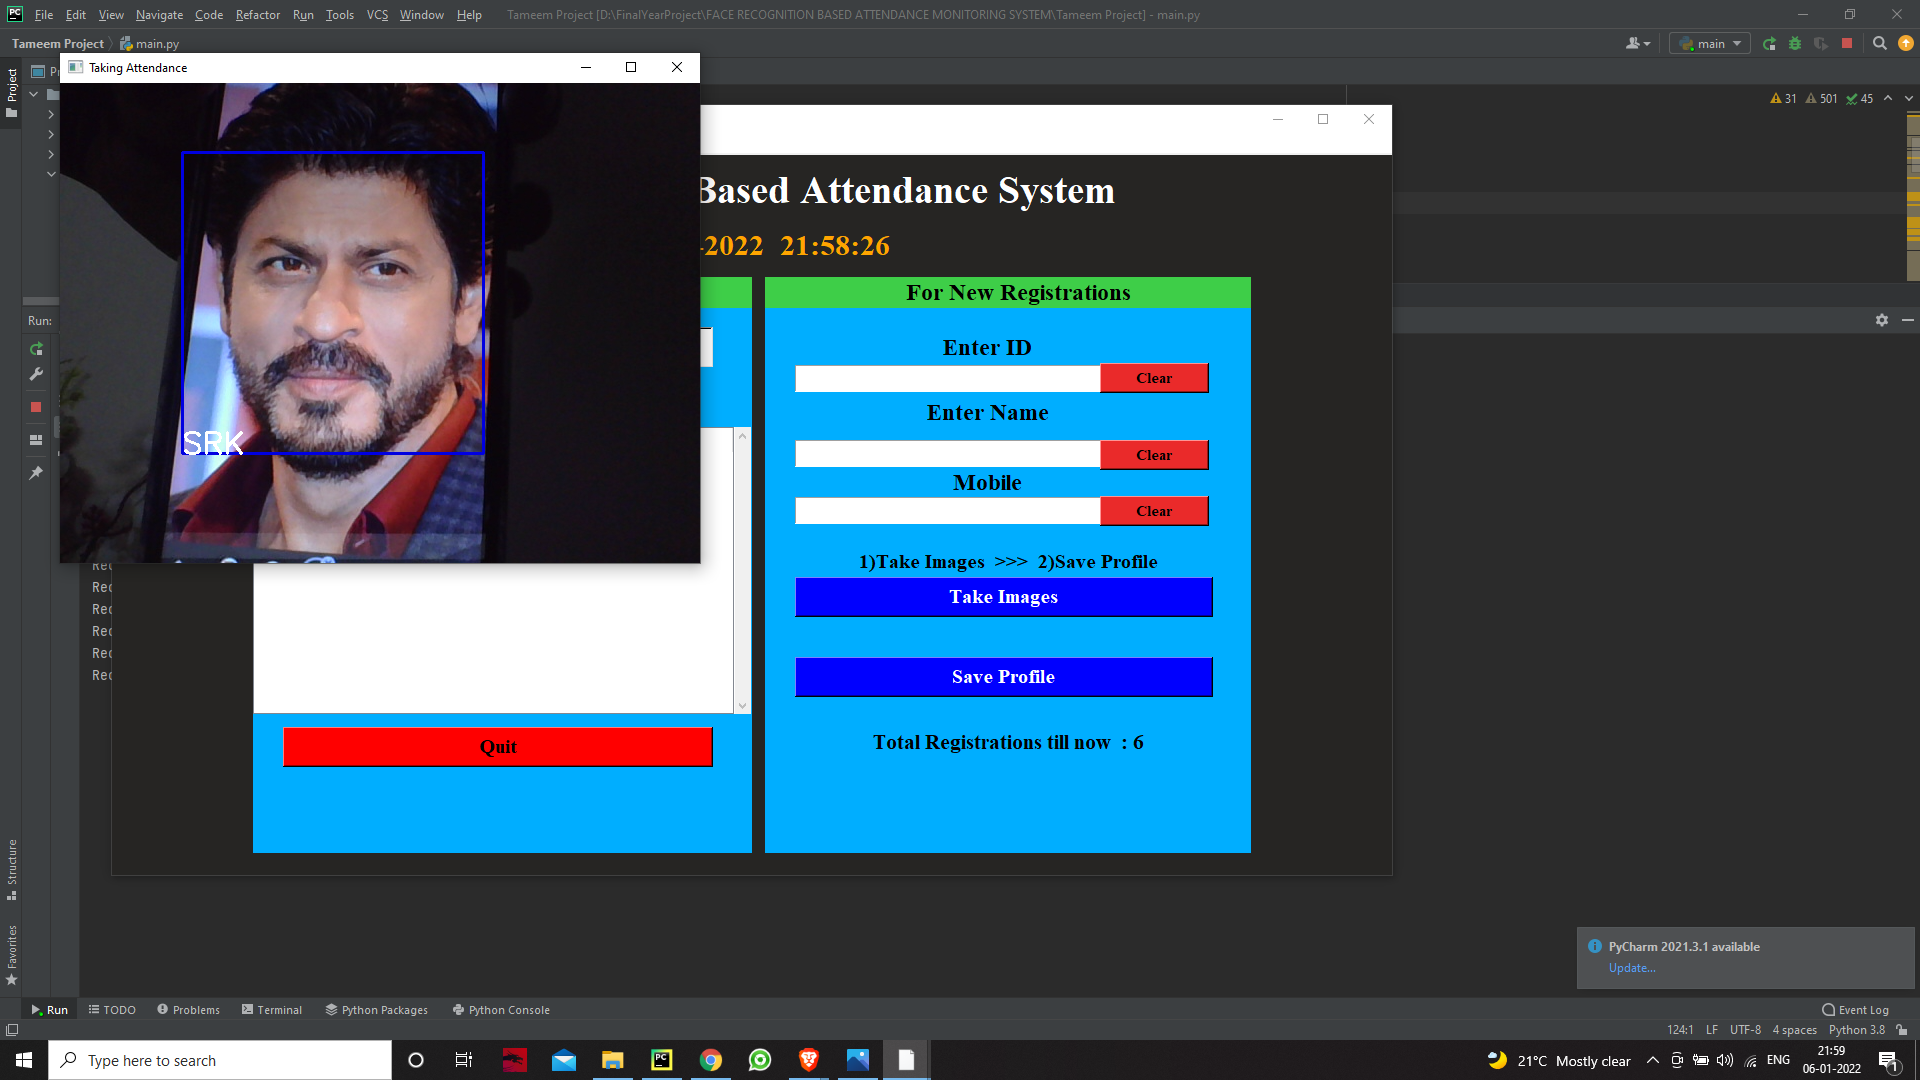 PC File Edit View Navigate Code Refactor Run Tools VCS Window Help Tameem Project [D:\FinalYearProject\FACE RECOGNITION BASED ATTENDANCE MONITORING SYSTEM\Tameem Project] - main.py
Tameem Project main.py main
Taking Attendance
Project
31 501 45
Based Attendance System
-2022 21:58:26
For New Registrations
Run:
Enter ID
Clear
Enter Name
SRK
Clear
Mobile
Clear
1)Take Images >>> 2)Save Profile
Rec
Rec
Rec
Rec
Rec
Rec
Take Images
Save Profile
Total Registrations till now : 6
Quit
Structure
Favorites
PyCharm 2021.3.1 available
Update...
Run TODO Problems Terminal Python Packages Python Console Event Log
124:1 LF UTF-8 4 spaces Python 3.8
Type here to search PC 21°C Mostly clear ENG 21:59
06-01-2022 1